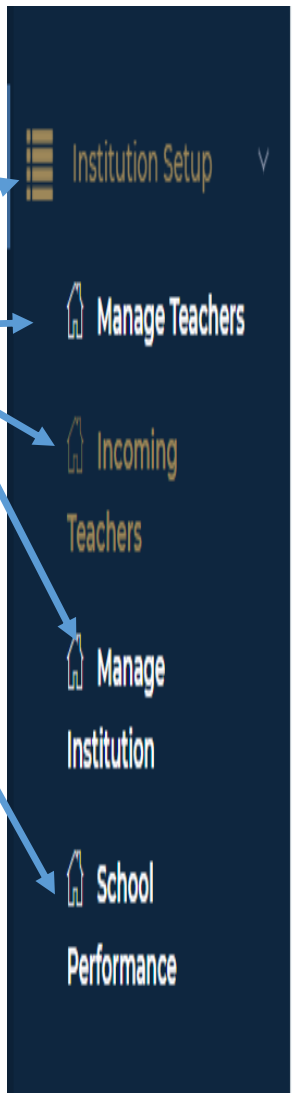 Institution Setup
Manage Teachers
Incoming
Teachers
Manage
Institution
School
Performance